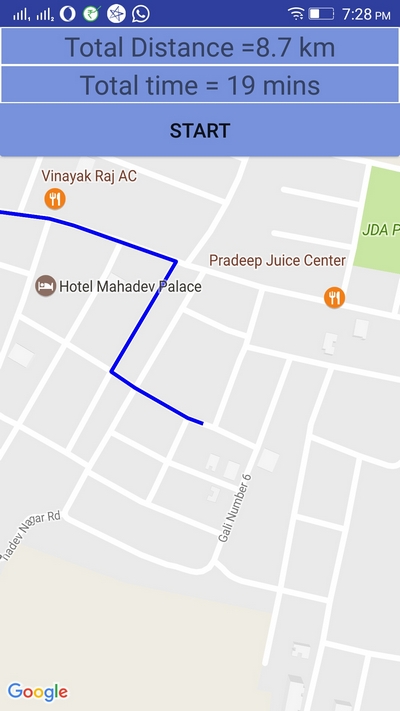 7:28 PM
Total Distance =8.7 km
Total time = 19 mins
START
Vinayak Raj AC
JDA P
Pradeep Juice Center
Hotel Mahadev Palace
Gali Number 6
hadev Nagar Rd
Google